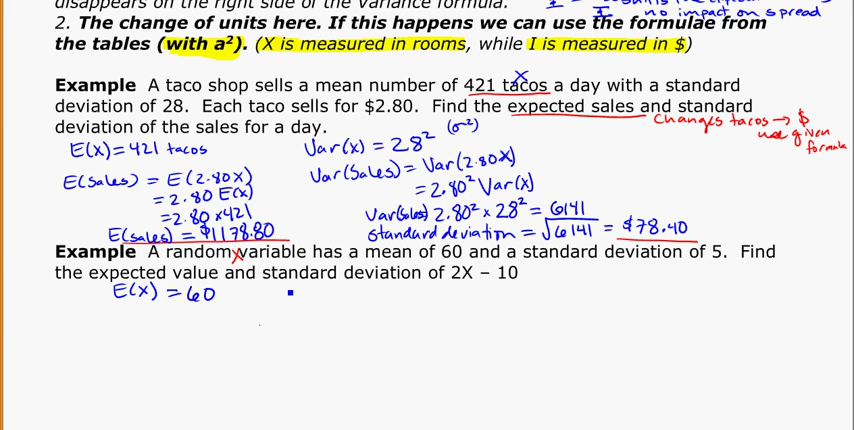 disappears on the right side of the variance formula.
no impact on spread
2. The change of units here. If this happens we can use the formulae from
the tables (with a²). (X is measured in rooms, while I is measured in $)
Example A taco shop sells a mean number of 421 tacos a day with a standard
x
deviation of 28. Each taco sells for $2.80. Find the expected sales and standard
deviation of the sales for a day.
(σ²)
Changes tacos → $
use given
formula
E(X) = 421 tacos
Var(x) = 28²
E(sales) = E(2.80X)
= 2.80 E(x)
= 2.80 × 421
E(sales) = $1178.80
Var(Sales) = Var(2.80X)
= 2.80² Var(x)
Var(sales) 2.80² × 28² = 6141
standard deviation = √6141 = $78.40
Example A random variable has a mean of 60 and a standard deviation of 5. Find
x
the expected value and standard deviation of 2X – 10
E(X) = 60